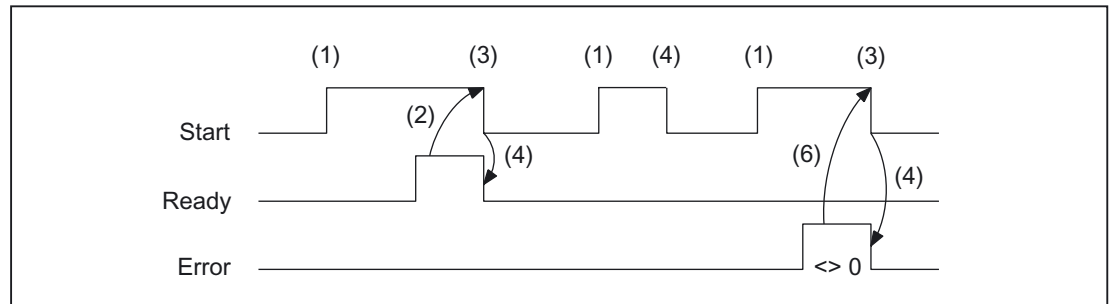 (1) (3) (1) (4) (1) (3)
Start
(2)
(4)
(6)
(4)
Ready
Error
<> 0